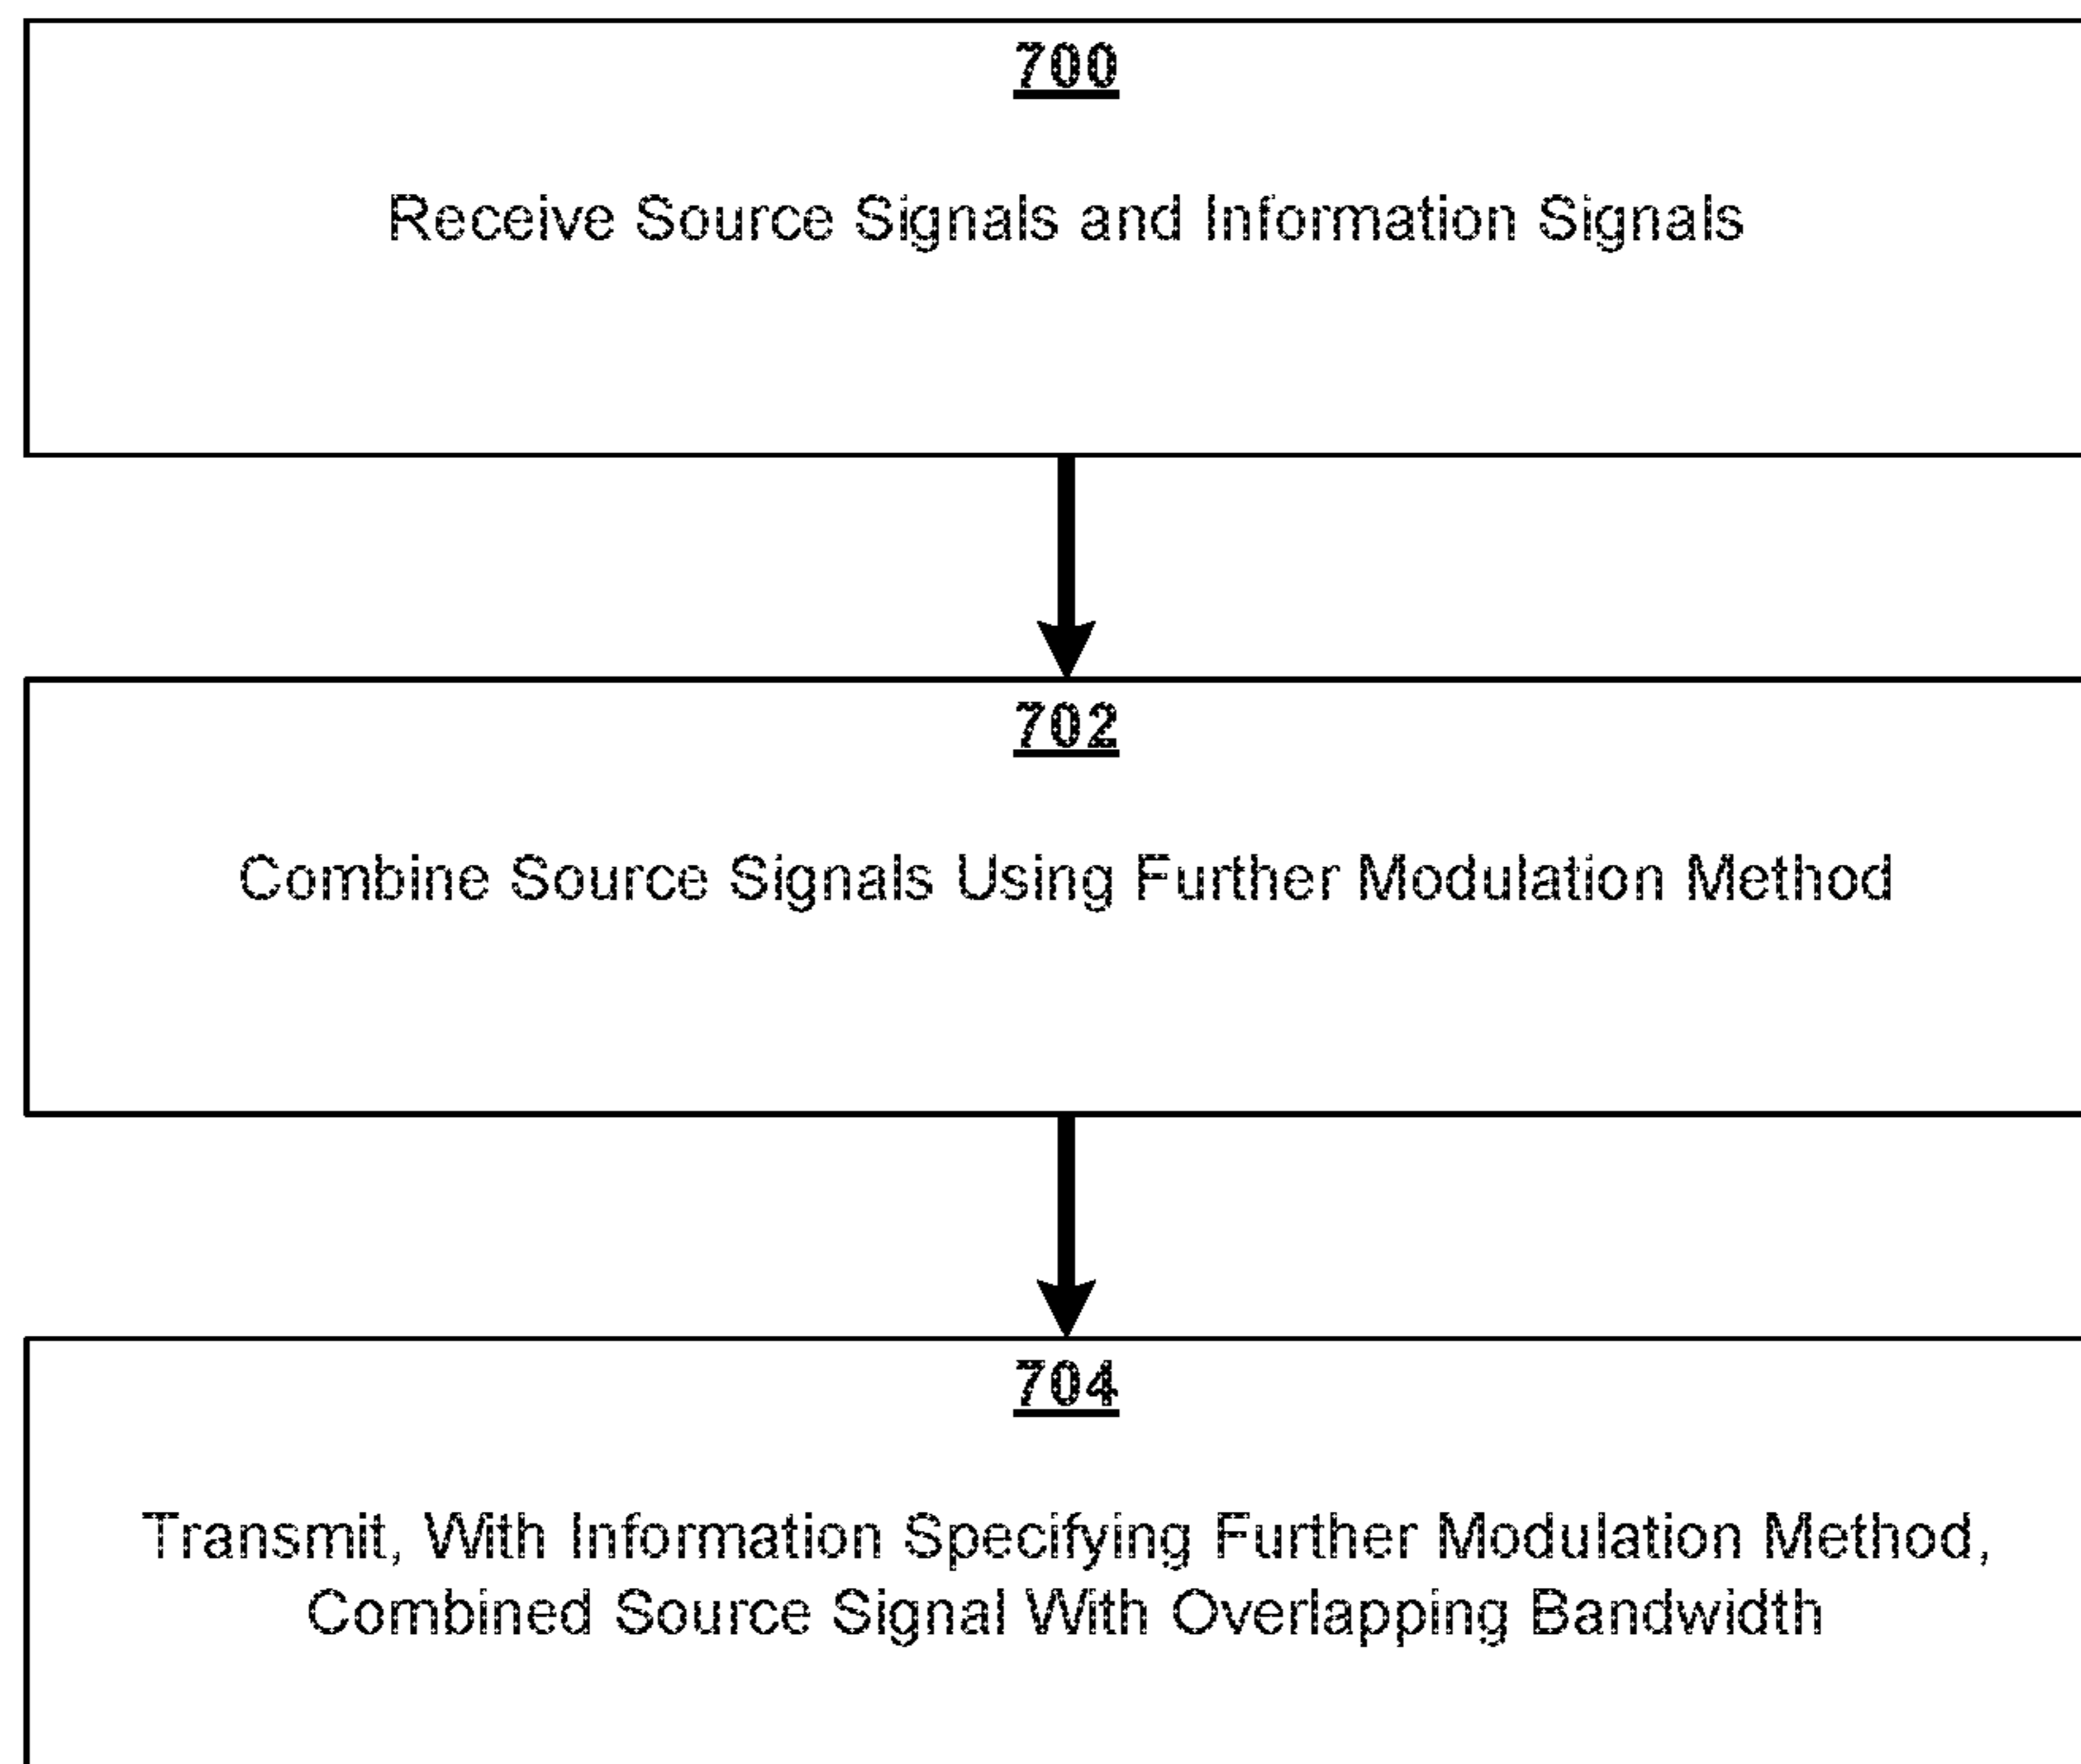 700
Receive Source Signals and Information Signals
702
Combine Source Signals Using Further Modulation Method
704
Transmit, With Information Specifying Further Modulation Method,
Combined Source Signal With Overlapping Bandwidth